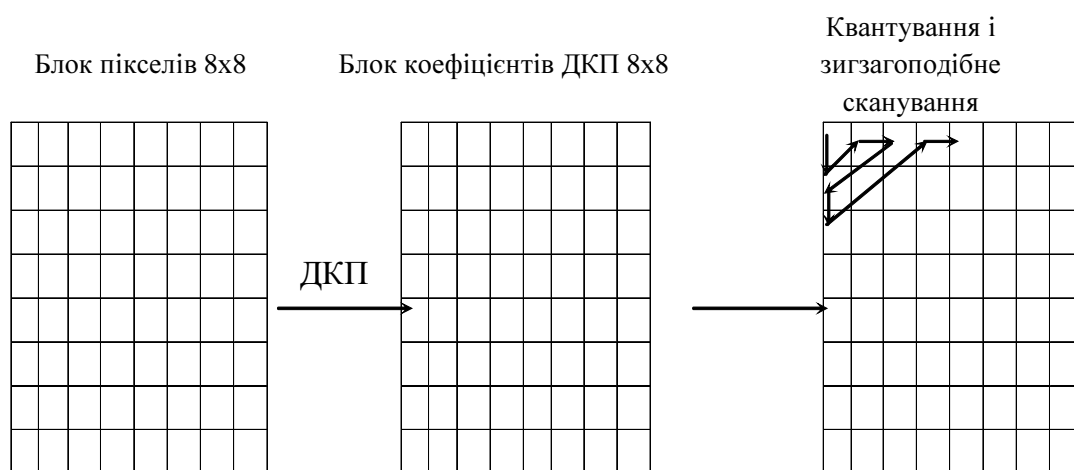 Блок пікселів 8х8
Блок коефіцієнтів ДКП 8х8
Квантування і
зигзагоподібне
сканування
ДКП